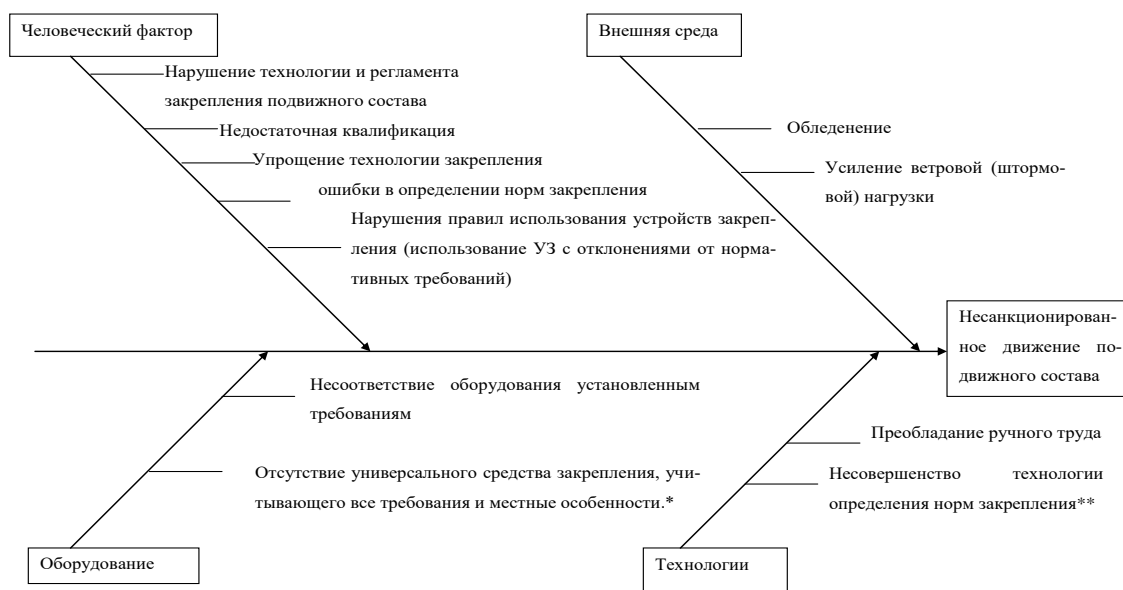 Человеческий фактор
Внешняя среда
Нарушение технологии и регламента
закрепления подвижного состава
Недостаточная квалификация
Упрощение технологии закрепления
ошибки в определении норм закрепления
Нарушения правил использования устройств закреп-
ления (использование УЗ с отклонениями от норма-
тивных требований)
Обледенение
Усиление ветровой (штормо-
вой) нагрузки
Несанкционирован-
ное движение по-
движного состава
Несоответствие оборудования установленным
требованиям
Отсутствие универсального средства закрепления, учи-
тывающего все требования и местные особенности.*
Преобладание ручного труда
Несовершенство технологии
определения норм закрепления**
Оборудование
Технологии